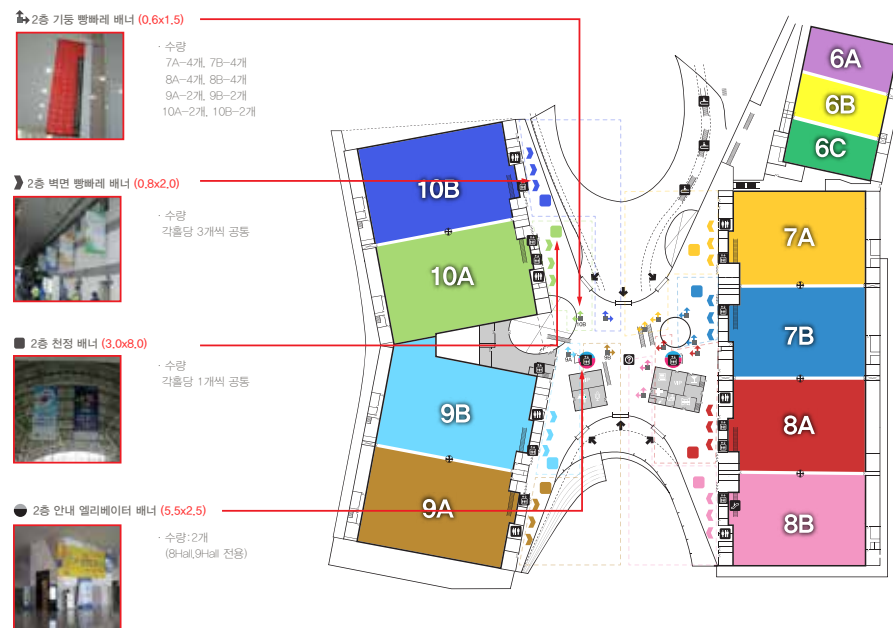 2층 기둥 빵빠레 배너 (0.6x1.5)
· 수량
7A-4개, 7B-4개
8A-4개, 8B-4개
9A-2개, 9B-2개
10A-2개, 10B-2개
2층 벽면 빵빠레 배너 (0.8x2.0)
· 수량
각홀당 3개씩 공통
2층 천정 배너 (3.0x8.0)
· 수량
각홀당 1개씩 공통
2층 안내 엘리베이터 배너 (5.5x2.5)
· 수량:2개
(8Hall,9Hall 전용)
6A
6B
6C
10B
10A
7A
7B
10B
9A
9B
9B
8A
9A
8B